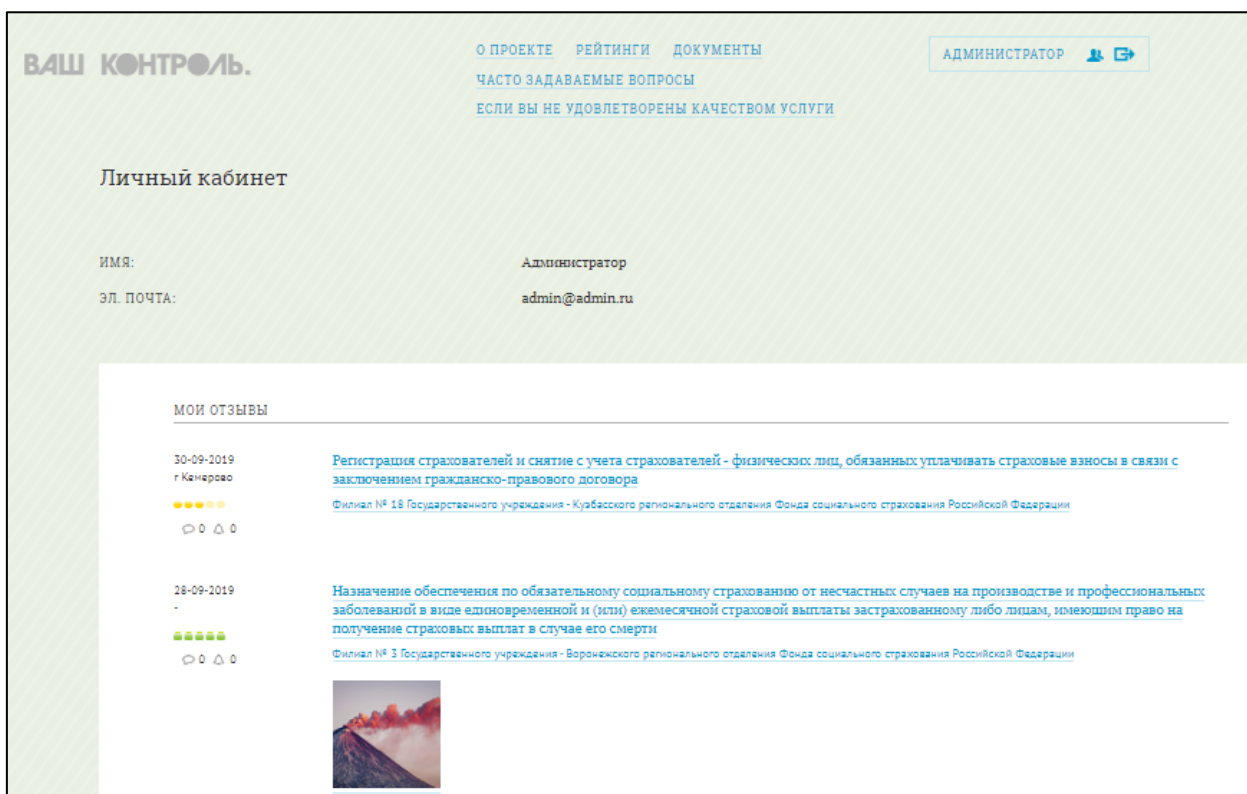 ВАШ КОНТРОЛЬ.
О ПРОЕКТЕ РЕЙТИНГИ ДОКУМЕНТЫ
ЧАСТО ЗАДАВАЕМЫЕ ВОПРОСЫ
ЕСЛИ ВЫ НЕ УДОВЛЕТВОРЕНЫ КАЧЕСТВОМ УСЛУГИ
АДМИНИСТРАТОР
Личный кабинет
ИМЯ: Администратор
ЭЛ. ПОЧТА: admin@admin.ru
МОИ ОТЗЫВЫ
30-09-2019
г Кемерово
0 0
Регистрация страхователей и снятие с учета страхователей - физических лиц, обязанных уплачивать страховые взносы в связи с
заключением гражданско-правового договора
Филиал № 18 Государственного учреждения - Кузбасского регионального отделения Фонда социального страхования Российской Федерации
28-09-2019
-
0 0
Назначение обеспечения по обязательному социальному страхованию от несчастных случаев на производстве и профессиональных
заболеваний в виде единовременной и (или) ежемесячной страховой выплаты застрахованному либо лицам, имеющим право на
получение страховых выплат в случае его смерти
Филиал № 3 Государственного учреждения - Воронежского регионального отделения Фонда социального страхования Российской Федерации